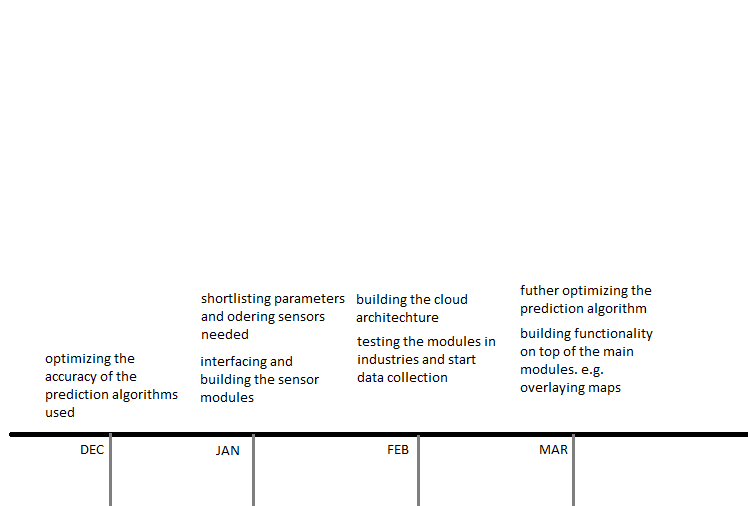 optimizing the
accuracy of the
prediction algorithms
used
shortlisting parameters
and odering sensors
needed
interfacing and
building the sensor
modules
building the cloud
architechture
testing the modules in
industries and start
data collection
futher optimizing the
prediction algorithm
building functionality
on top of the main
modules. e.g.
overlaying maps
DEC
JAN
FEB
MAR